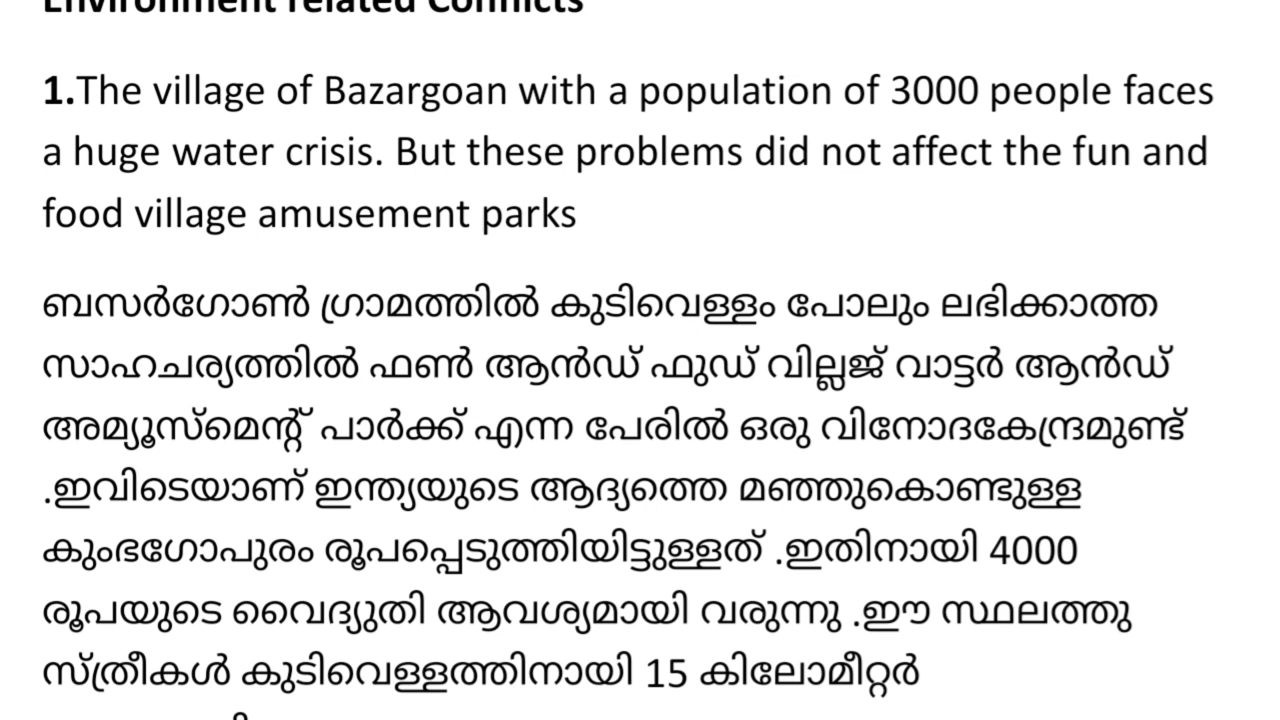 Environment related Conflicts
1.The village of Bazargoan with a population of 3000 people faces
a huge water crisis. But these problems did not affect the fun and
food village amusement parks
ബസർഗോൺ ഗ്രാമത്തിൽ കുടിവെള്ളം പോലും ലഭിക്കാത്ത
സാഹചര്യത്തിൽ ഫൺ ആൻഡ് ഫുഡ് വില്ലജ് വാട്ടർ ആൻഡ്
അമ്യൂസ്മെന്റ് പാർക്ക് എന്ന പേരിൽ ഒരു വിനോദകേന്ദ്രമുണ്ട്
.ഇവിടെയാണ് ഇന്ത്യയുടെ ആദ്യത്തെ മഞ്ഞുകൊണ്ടുള്ള
കുംഭഗോപുരം രൂപപ്പെടുത്തിയിട്ടുള്ളത് .ഇതിനായി 4000
രൂപയുടെ വൈദ്യുതി ആവശ്യമായി വരുന്നു .ഈ സ്ഥലത്തു
സ്ത്രീകൾ കുടിവെള്ളത്തിനായി 15 കിലോമീറ്റർ